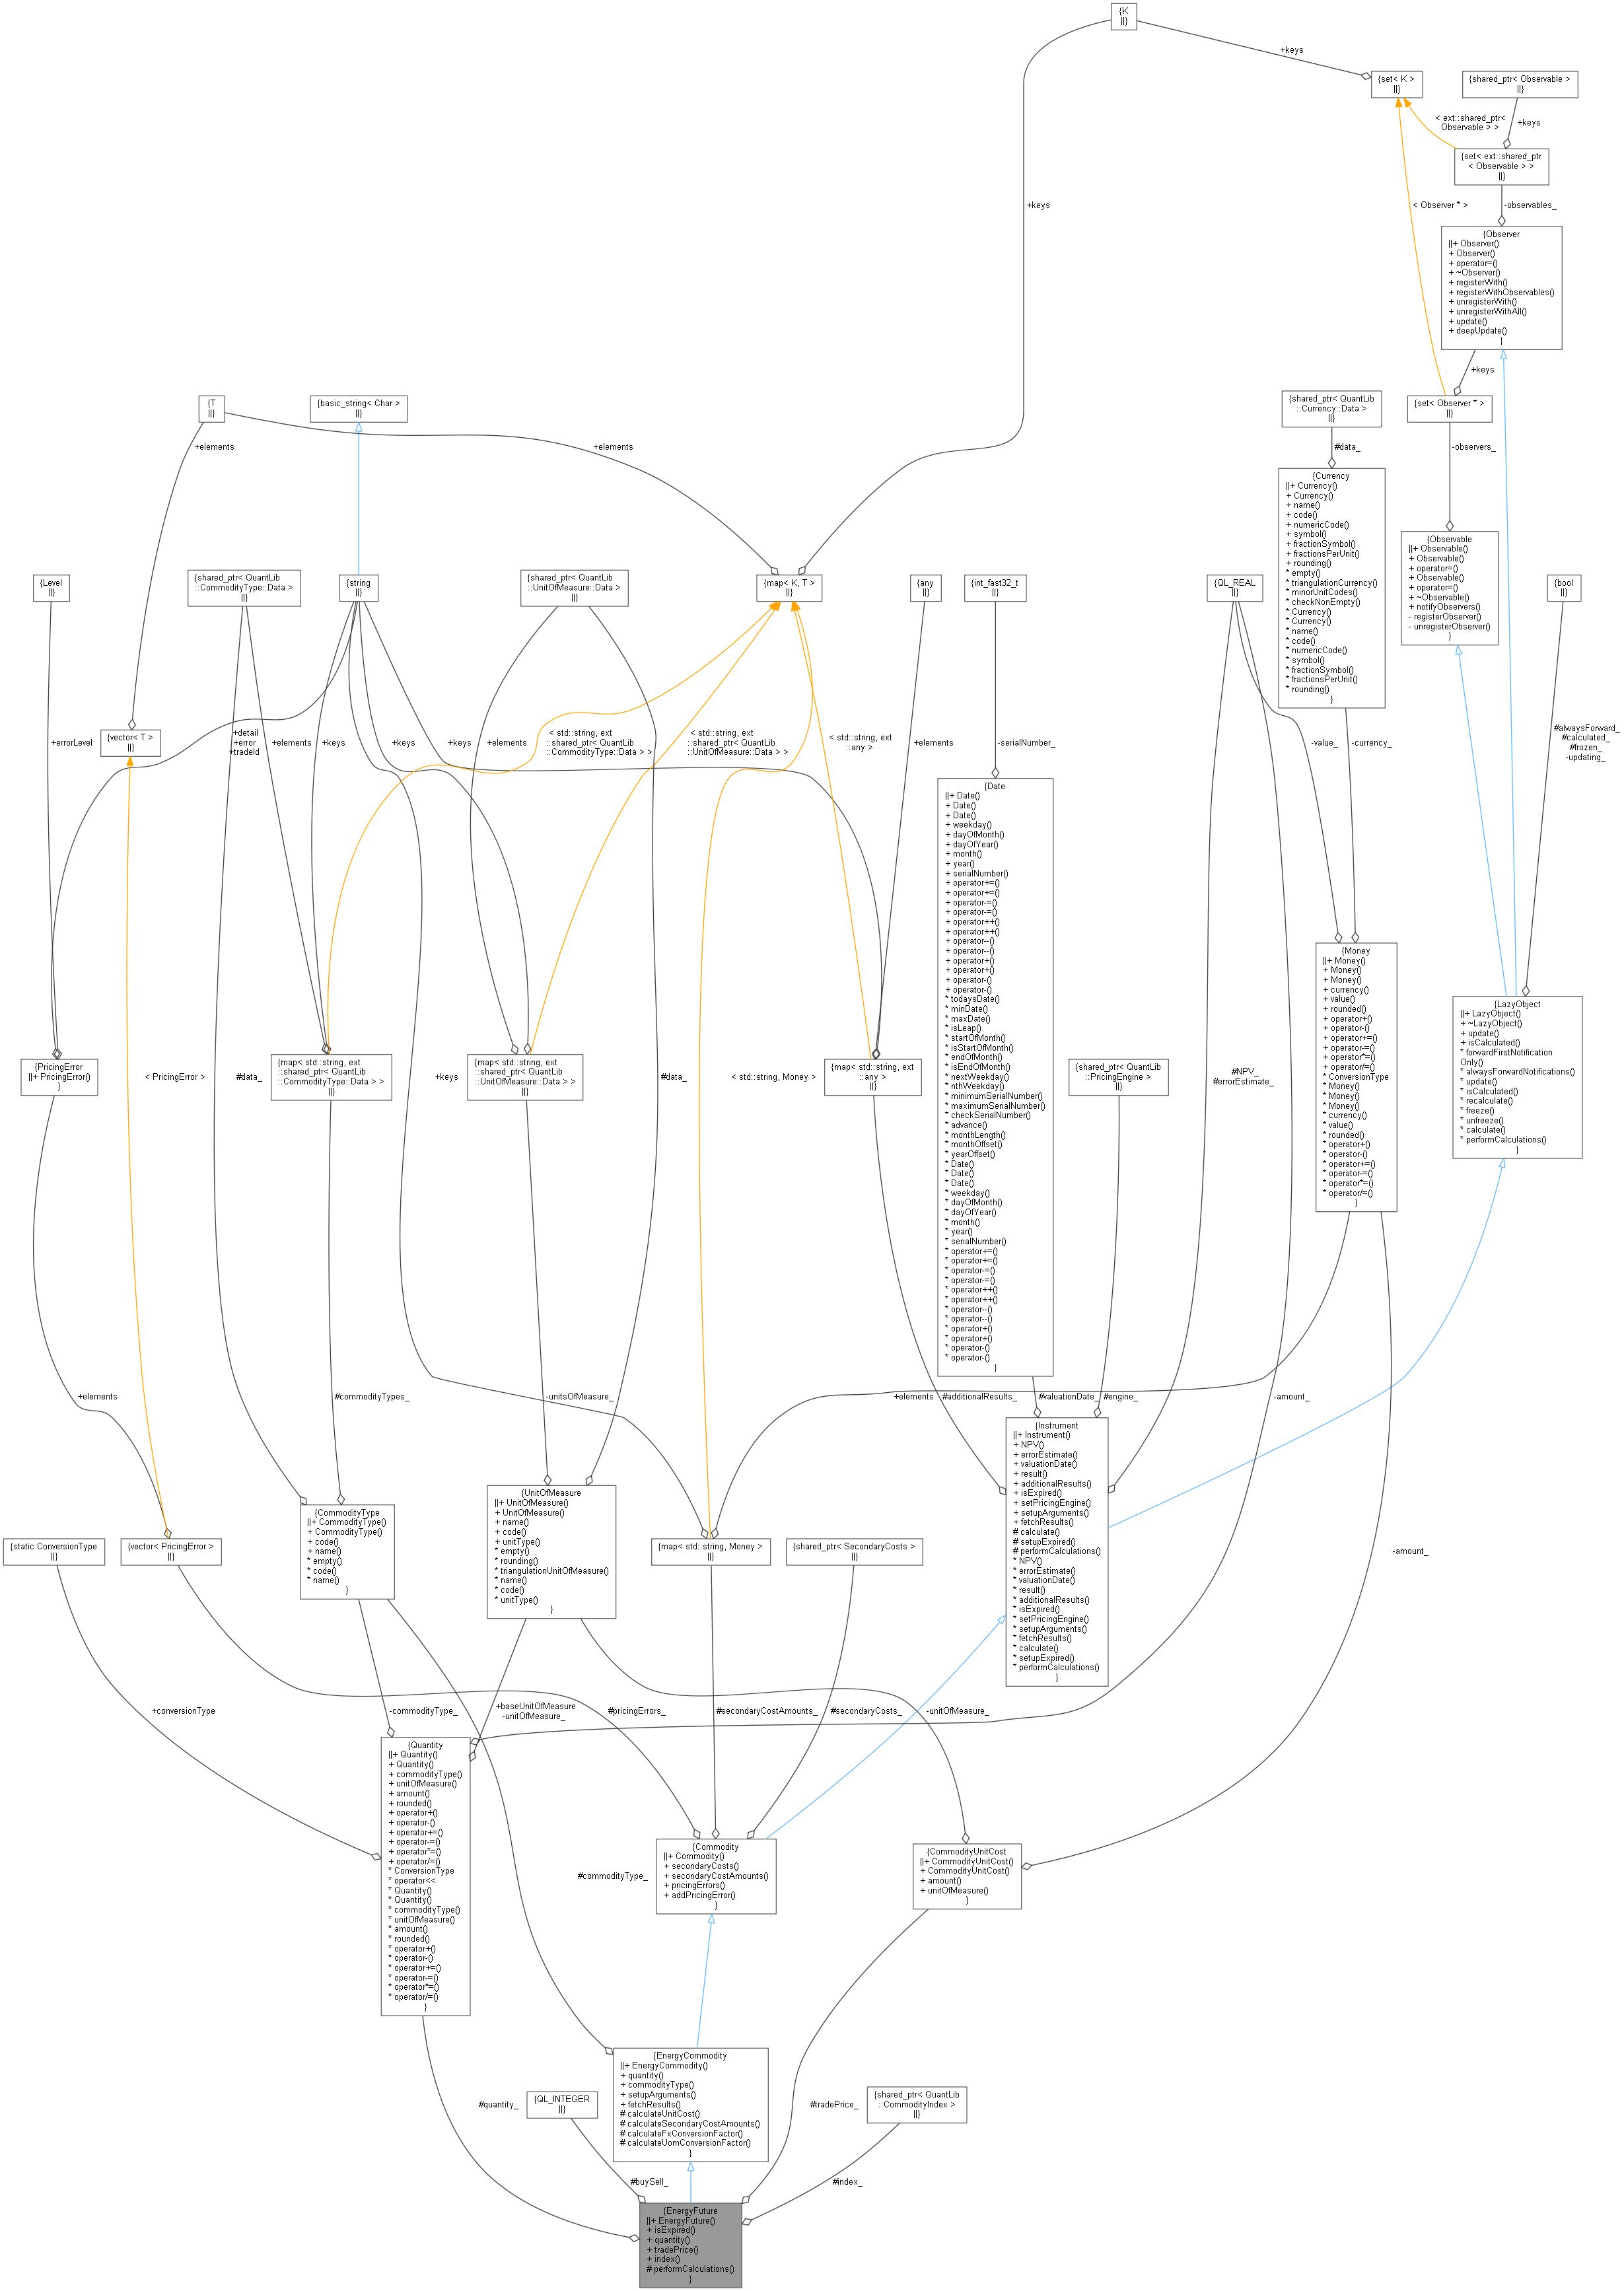 {K
||}
+keys
{set< K >
||}
{shared_ptr< Observable >
||}
< ext::shared_ptr<
Observable > >
+keys
{set< ext::shared_ptr
< Observable > >
||}
+keys
< Observer * >
-observables_
{Observer
||+ Observer()
+ Observer()
+ operator=()
+ ~Observer()
+ registerWith()
+ registerWithObservables()
+ unregisterWith()
+ unregisterWithAll()
+ update()
+ deepUpdate()
}
+keys
{T
||}
{basic_string< Char >
||}
{shared_ptr< QuantLib
::Currency::Data >
||}
{set< Observer * >
||}
+elements
+elements
#data_
-observers_
{Currency
||+ Currency()
+ Currency()
+ name()
+ code()
+ numericCode()
+ symbol()
+ fractionSymbol()
+ fractionsPerUnit()
+ rounding()
* empty()
* triangulationCurrency()
* minorUnitCodes()
* checkNonEmpty()
* Currency()
* Currency()
* name()
* code()
* numericCode()
* symbol()
* fractionSymbol()
* fractionsPerUnit()
* rounding()
}
{Observable
||+ Observable()
+ Observable()
+ operator=()
+ Observable()
+ operator=()
+ ~Observable()
+ notifyObservers()
- registerObserver()
- unregisterObserver()
}
{Level
||}
{shared_ptr< QuantLib
::CommodityType::Data >
||}
{string
||}
{shared_ptr< QuantLib
::UnitOfMeasure::Data >
||}
{map< K, T >
||}
{any
||}
{int_fast32_t
||}
{QL_REAL
||}
{bool
||}
+errorLevel
{vector< T >
||}
+detail
+error
+tradeId
+elements
+keys
+keys
+keys
+elements
< std::string, ext
::shared_ptr< QuantLib
::CommodityType::Data > >
< std::string, ext
::shared_ptr< QuantLib
::UnitOfMeasure::Data > >
< std::string, ext
::any >
+elements
-serialNumber_
-value_
-currency_
#alwaysForward_
#calculated_
#frozen_
-updating_
{Date
||+ Date()
+ Date()
+ Date()
+ weekday()
+ dayOfMonth()
+ dayOfYear()
+ month()
+ year()
+ serialNumber()
+ operator+=()
+ operator+=()
+ operator-=()
+ operator-=()
+ operator++()
+ operator++()
+ operator--()
+ operator--()
+ operator+()
+ operator+()
+ operator-()
+ operator-()
* todaysDate()
* minDate()
* maxDate()
* isLeap()
* startOfMonth()
* isStartOfMonth()
* endOfMonth()
* isEndOfMonth()
* nextWeekday()
* nthWeekday()
* minimumSerialNumber()
* maximumSerialNumber()
* checkSerialNumber()
* advance()
* monthLength()
* monthOffset()
* yearOffset()
* Date()
* Date()
* Date()
* weekday()
* dayOfMonth()
* dayOfYear()
* month()
* year()
* serialNumber()
* operator+=()
* operator+=()
* operator-=()
* operator-=()
* operator++()
* operator++()
* operator--()
* operator--()
* operator+()
* operator+()
* operator-()
* operator-()
}
{Money
||+ Money()
+ Money()
+ Money()
+ currency()
+ value()
+ rounded()
+ operator+()
+ operator-()
+ operator+=()
+ operator-=()
+ operator*=()
+ operator/=()
* ConversionType
* Money()
* Money()
* Money()
* currency()
* value()
* rounded()
* operator+()
* operator-()
* operator+=()
* operator-=()
* operator*=()
* operator/=()
}
{LazyObject
||+ LazyObject()
+ ~LazyObject()
+ update()
+ isCalculated()
* forwardFirstNotification
Only()
* alwaysForwardNotifications()
* update()
* isCalculated()
* recalculate()
* freeze()
* unfreeze()
* calculate()
* performCalculations()
}
{PricingError
||+ PricingError()
}
< PricingError >
#data_
{map< std::string, ext
::shared_ptr< QuantLib
::CommodityType::Data > >
||}
+keys
{map< std::string, ext
::shared_ptr< QuantLib
::UnitOfMeasure::Data > >
||}
#data_
< std::string, Money >
{map< std::string, ext
::any >
||}
{shared_ptr< QuantLib
::PricingEngine >
||}
#NPV_
#errorEstimate_
+elements
#commodityTypes_
-unitsOfMeasure_
+elements
#additionalResults_
#valuationDate_
#engine_
-amount_
{Instrument
||+ Instrument()
+ NPV()
+ errorEstimate()
+ valuationDate()
+ result()
+ additionalResults()
+ isExpired()
+ setPricingEngine()
+ setupArguments()
+ fetchResults()
# calculate()
# setupExpired()
# performCalculations()
* NPV()
* errorEstimate()
* valuationDate()
* result()
* additionalResults()
* isExpired()
* setPricingEngine()
* setupArguments()
* fetchResults()
* calculate()
* setupExpired()
* performCalculations()
}
-amount_
{static ConversionType
||}
{vector< PricingError >
||}
{CommodityType
||+ CommodityType()
+ CommodityType()
+ code()
+ name()
* empty()
* code()
* name()
}
{UnitOfMeasure
||+ UnitOfMeasure()
+ UnitOfMeasure()
+ name()
+ code()
+ unitType()
* empty()
* rounding()
* triangulationUnitOfMeasure()
* name()
* code()
* unitType()
}
{map< std::string, Money >
||}
{shared_ptr< SecondaryCosts >
||}
+conversionType
-commodityType_
+baseUnitOfMeasure
-unitOfMeasure_
#pricingErrors_
#secondaryCostAmounts_
#secondaryCosts_
-unitOfMeasure_
{Quantity
||+ Quantity()
+ Quantity()
+ commodityType()
+ unitOfMeasure()
+ amount()
+ rounded()
+ operator+()
+ operator-()
+ operator+=()
+ operator-=()
+ operator*=()
+ operator/=()
* ConversionType
* operator<<
* Quantity()
* Quantity()
* commodityType()
* unitOfMeasure()
* amount()
* rounded()
* operator+()
* operator-()
* operator+=()
* operator-=()
* operator*=()
* operator/=()
}
#commodityType_
{Commodity
||+ Commodity()
+ secondaryCosts()
+ secondaryCostAmounts()
+ pricingErrors()
+ addPricingError()
}
{CommodityUnitCost
||+ CommodityUnitCost()
+ CommodityUnitCost()
+ amount()
+ unitOfMeasure()
}
{EnergyCommodity
||+ EnergyCommodity()
+ quantity()
+ commodityType()
+ setupArguments()
+ fetchResults()
# calculateUnitCost()
# calculateSecondaryCostAmounts()
# calculateFxConversionFactor()
# calculateUomConversionFactor()
}
#quantity_
{QL_INTEGER
||}
#tradePrice_
{shared_ptr< QuantLib
::CommodityIndex >
||}
#buySell_
#index_
{EnergyFuture
||+ EnergyFuture()
+ isExpired()
+ quantity()
+ tradePrice()
+ index()
# performCalculations()
}